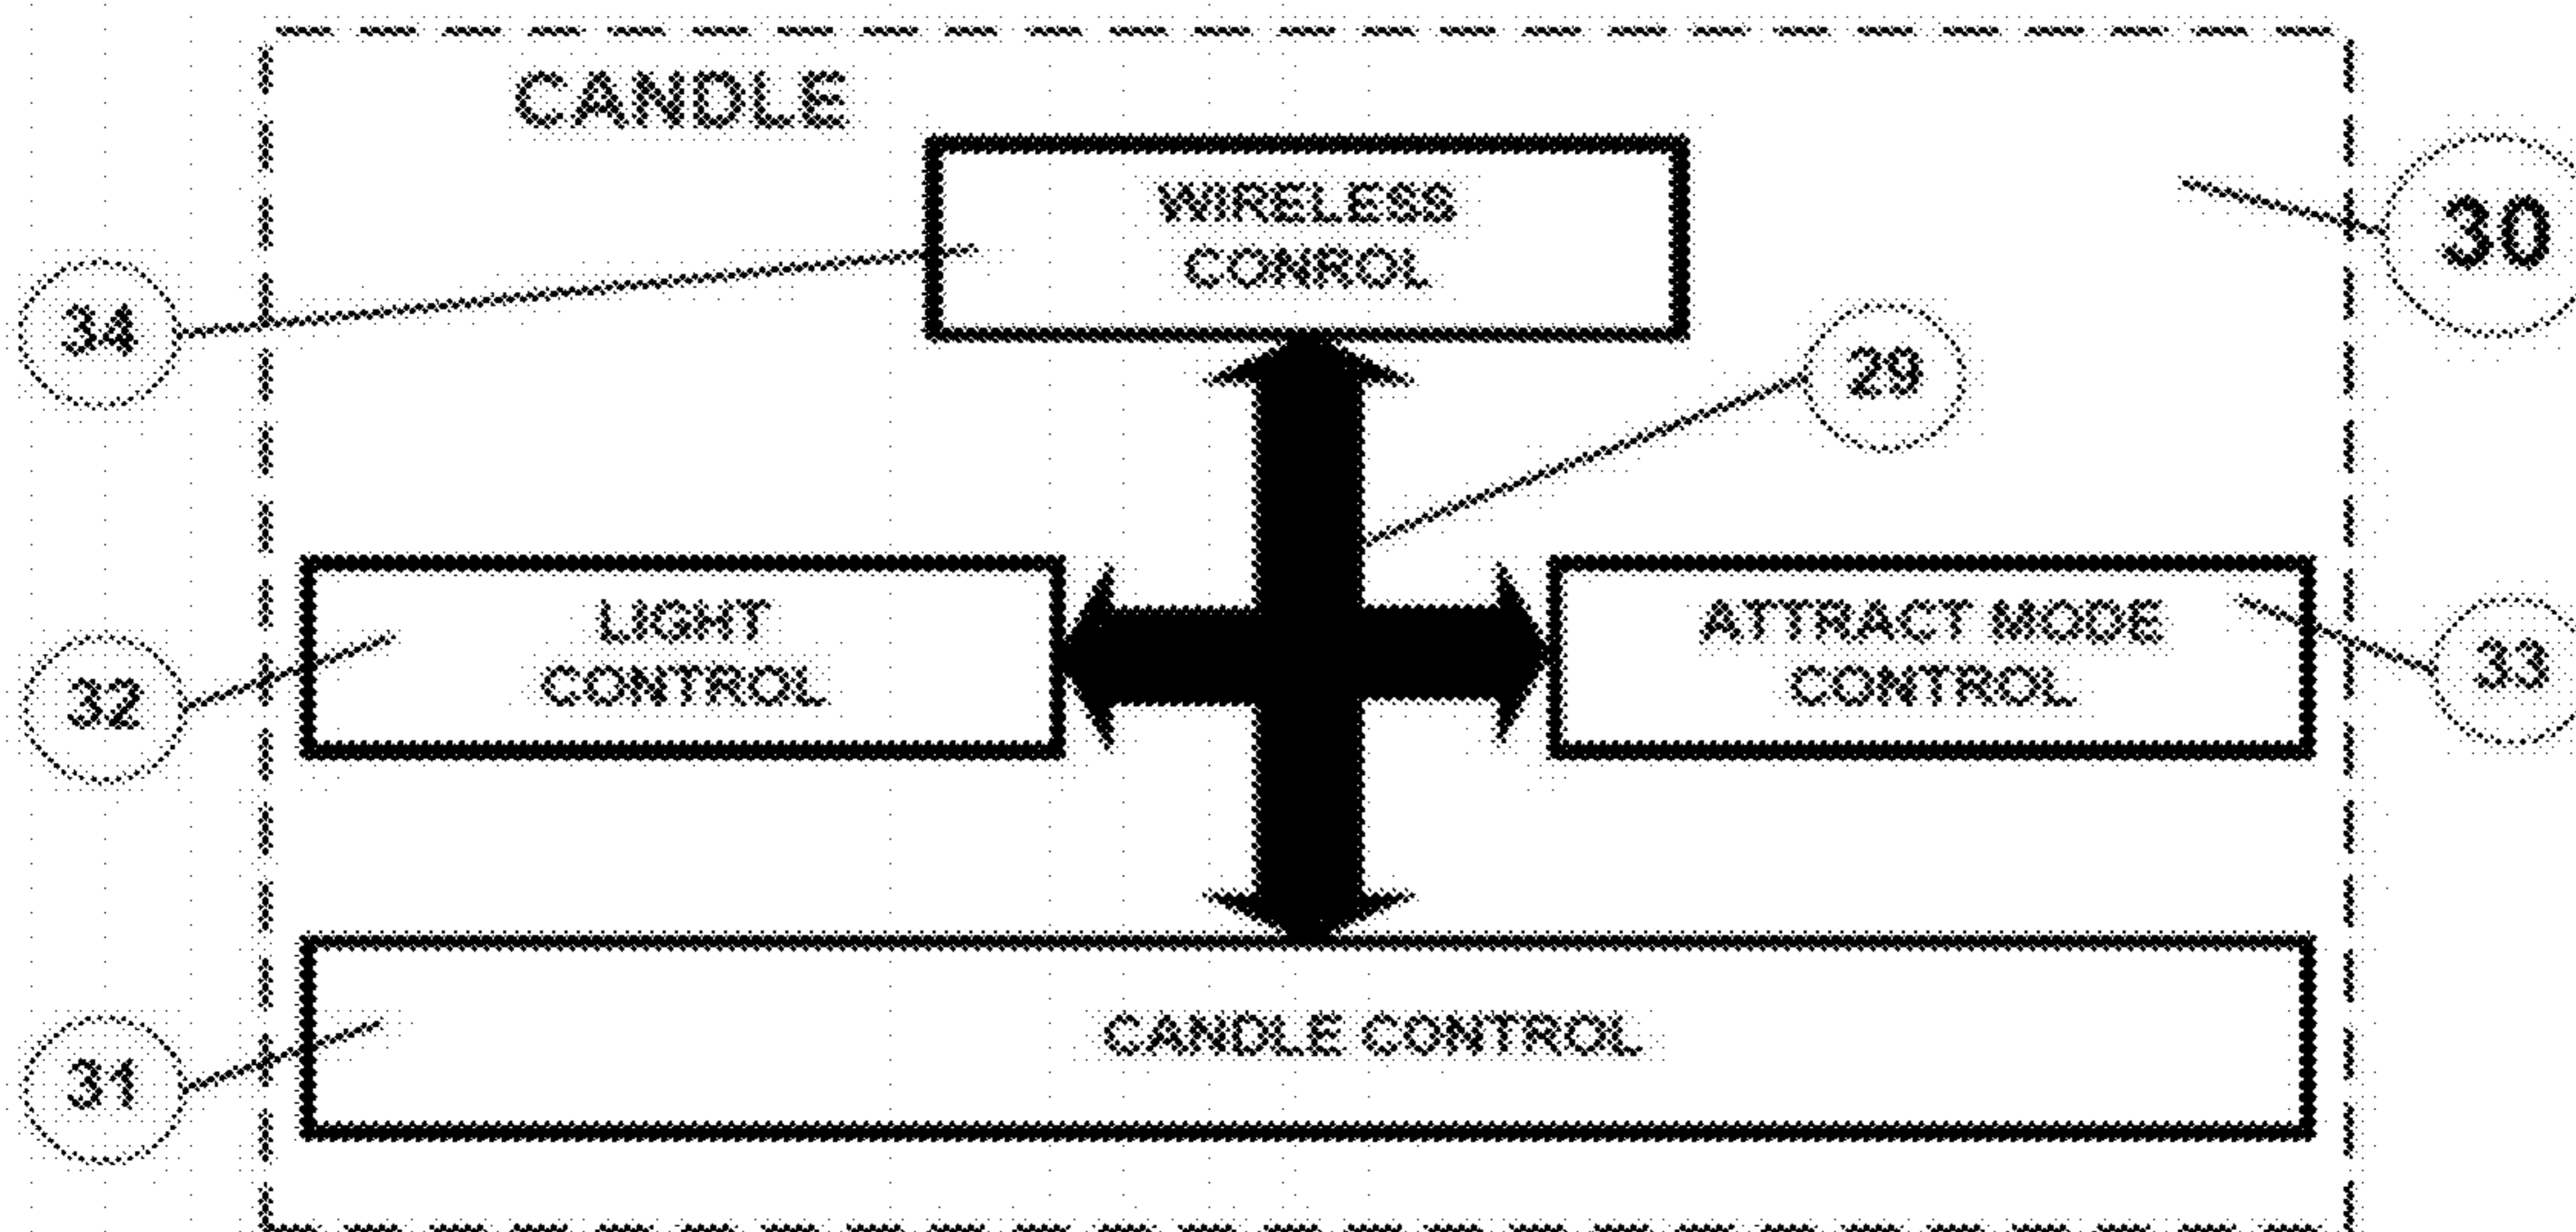 CANDLE
WIRELESS
CONROL
30
34
29
LIGHT
CONTROL
ATTRACT MODE
CONTROL
32
33
CANDLE CONTROL
31